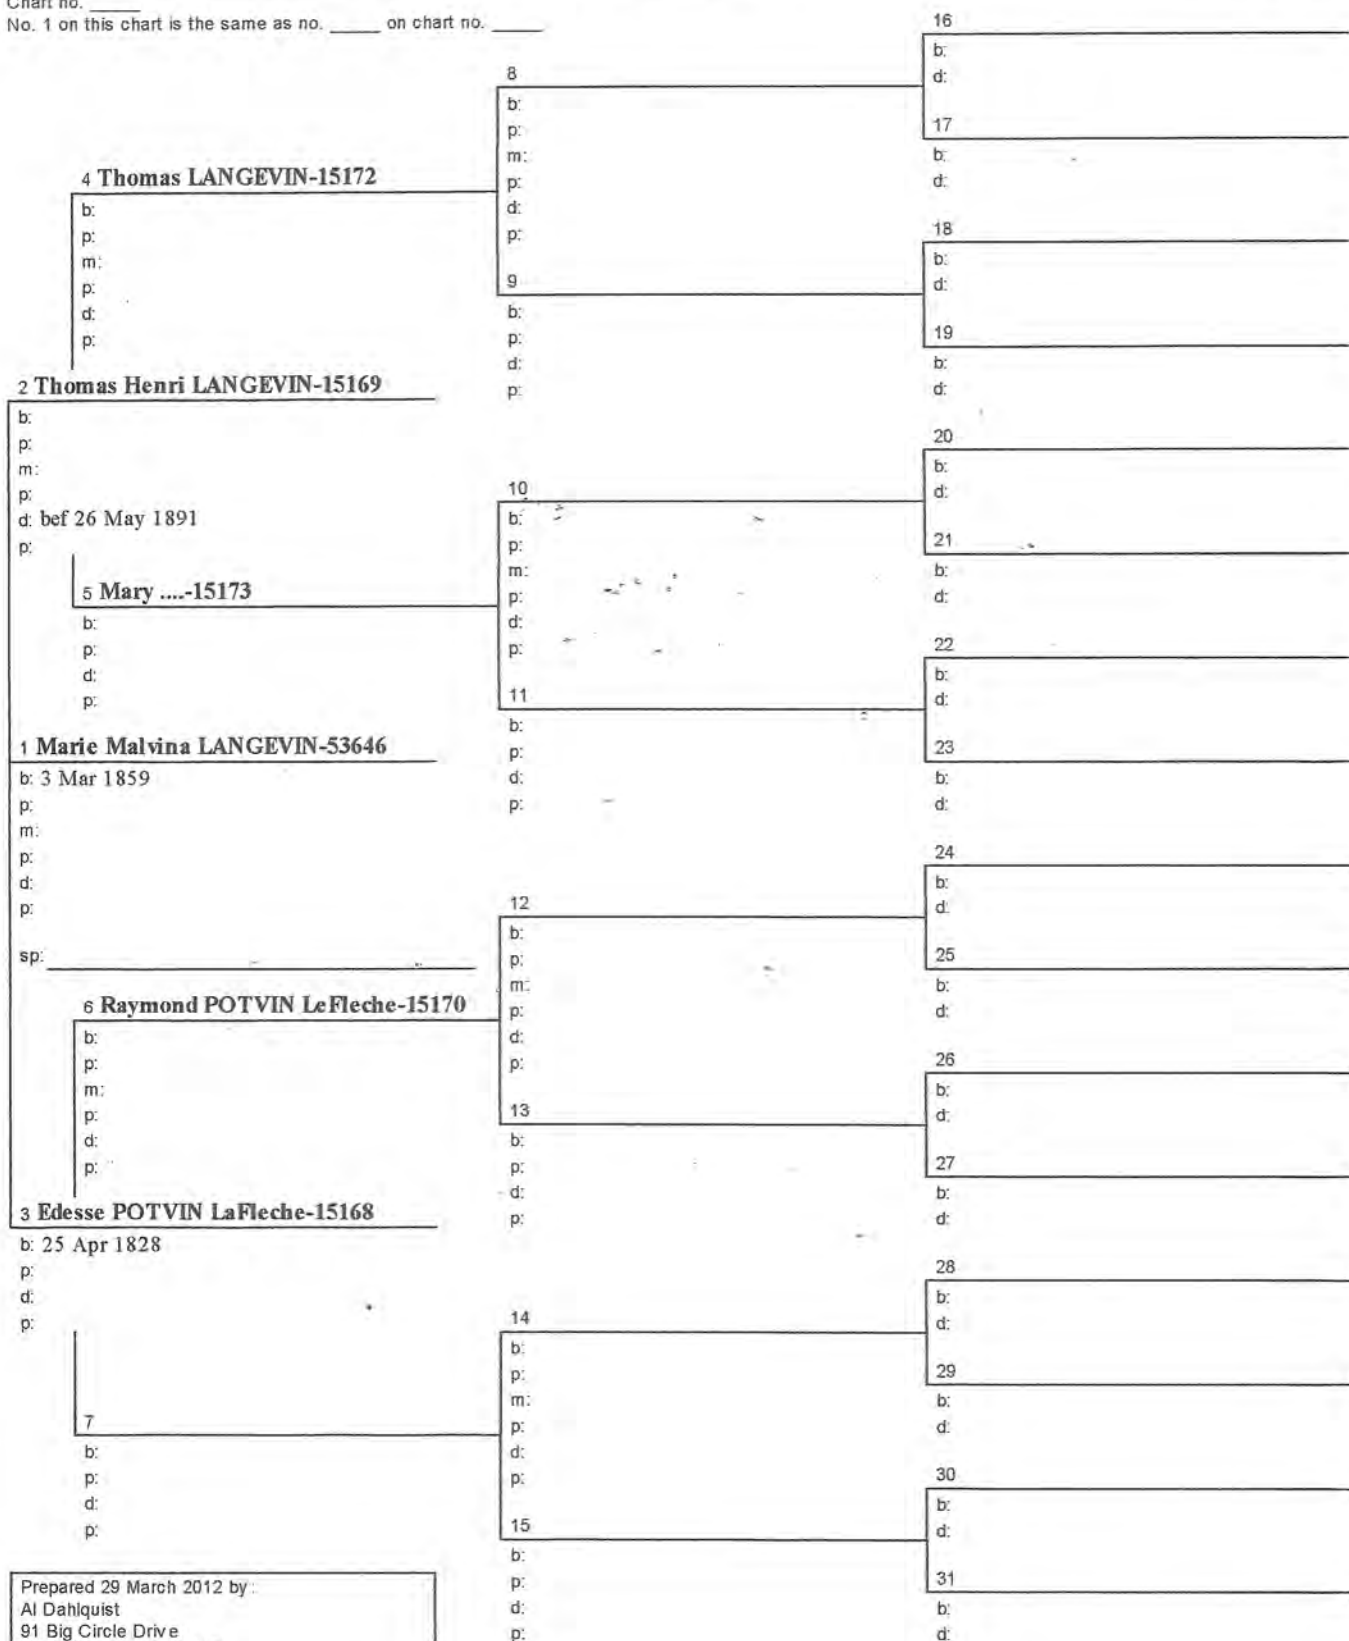 Chart no. _____
No. 1 on this chart is the same as no. _____ on chart no. _____
16
b:
d:
8
b:
p:
m:
p:
d:
p:
17
b:
d:
4 Thomas LANGEVIN-15172
b:
p:
m:
p:
d:
p:
18
b:
d:
9
b:
p:
d:
p:
19
b:
d:
2 Thomas Henri LANGEVIN-15169
b:
p:
m:
p:
d: bef 26 May 1891
p:
20
b:
d:
10
b:
p:
m:
p:
d:
p:
21
b:
d:
5 Mary ....-15173
b:
p:
d:
p:
22
b:
d:
11
b:
p:
d:
p:
23
b:
d:
1 Marie Malvina LANGEVIN-53646
b: 3 Mar 1859
p:
m:
p:
d:
p:
sp:
24
b:
d:
12
b:
p:
m:
p:
d:
p:
25
b:
d:
6 Raymond POTVIN LeFleche-15170
b:
p:
m:
p:
d:
p:
26
b:
d:
13
b:
p:
d:
p:
27
b:
d:
3 Edesse POTVIN LaFleche-15168
b: 25 Apr 1828
p:
d:
p:
28
b:
d:
14
b:
p:
m:
p:
d:
p:
29
b:
d:
7
b:
p:
d:
p:
30
b:
d:
15
b:
p:
d:
p:
31
b:
d:
Prepared 29 March 2012 by:
Al Dahlquist
91 Big Circle Drive